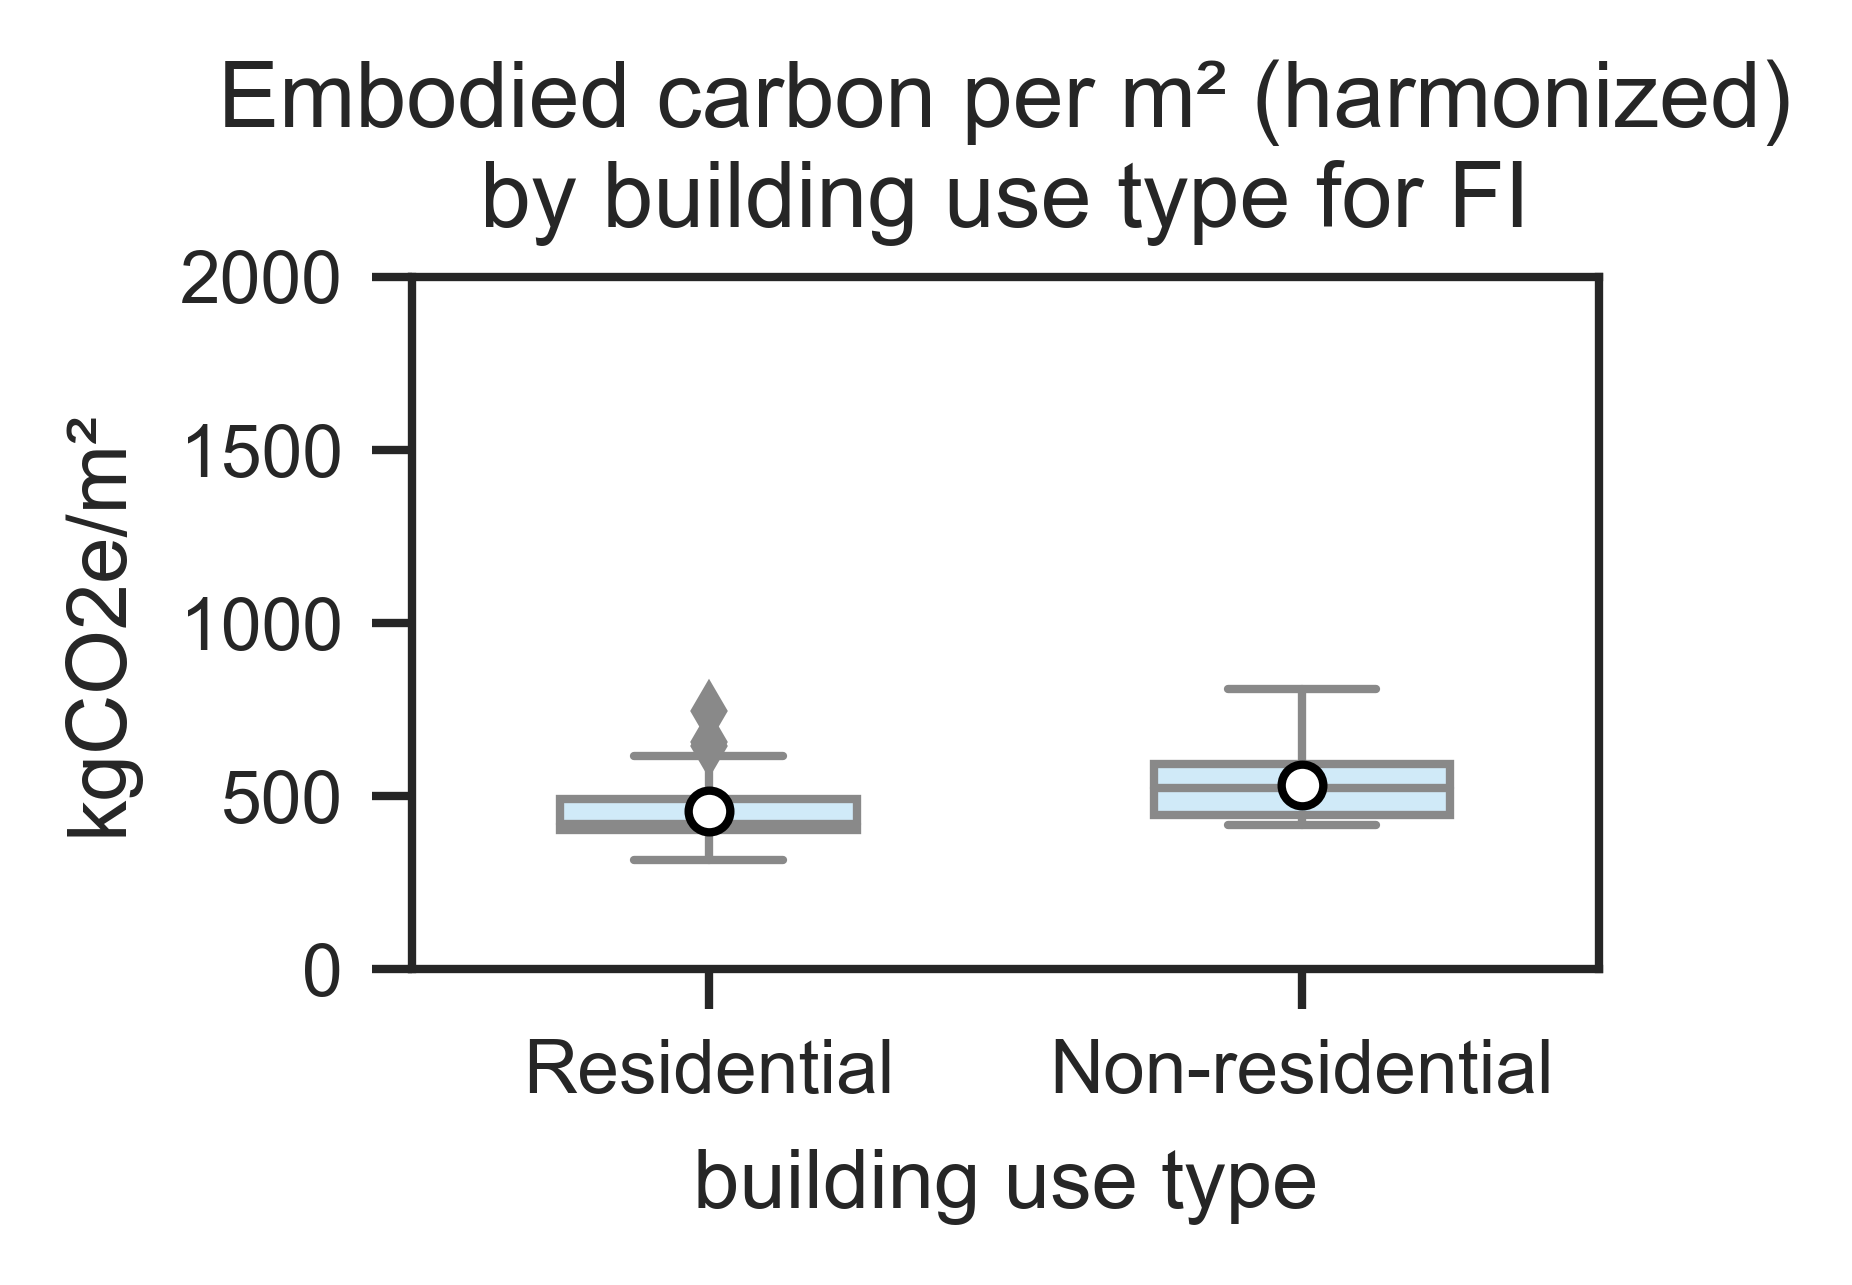 Embodied carbon per m² (harmonized)
by building use type for FI
2000
1500
1000
500
0
kgCO2e/m²
Residential
Non-residential
building use type